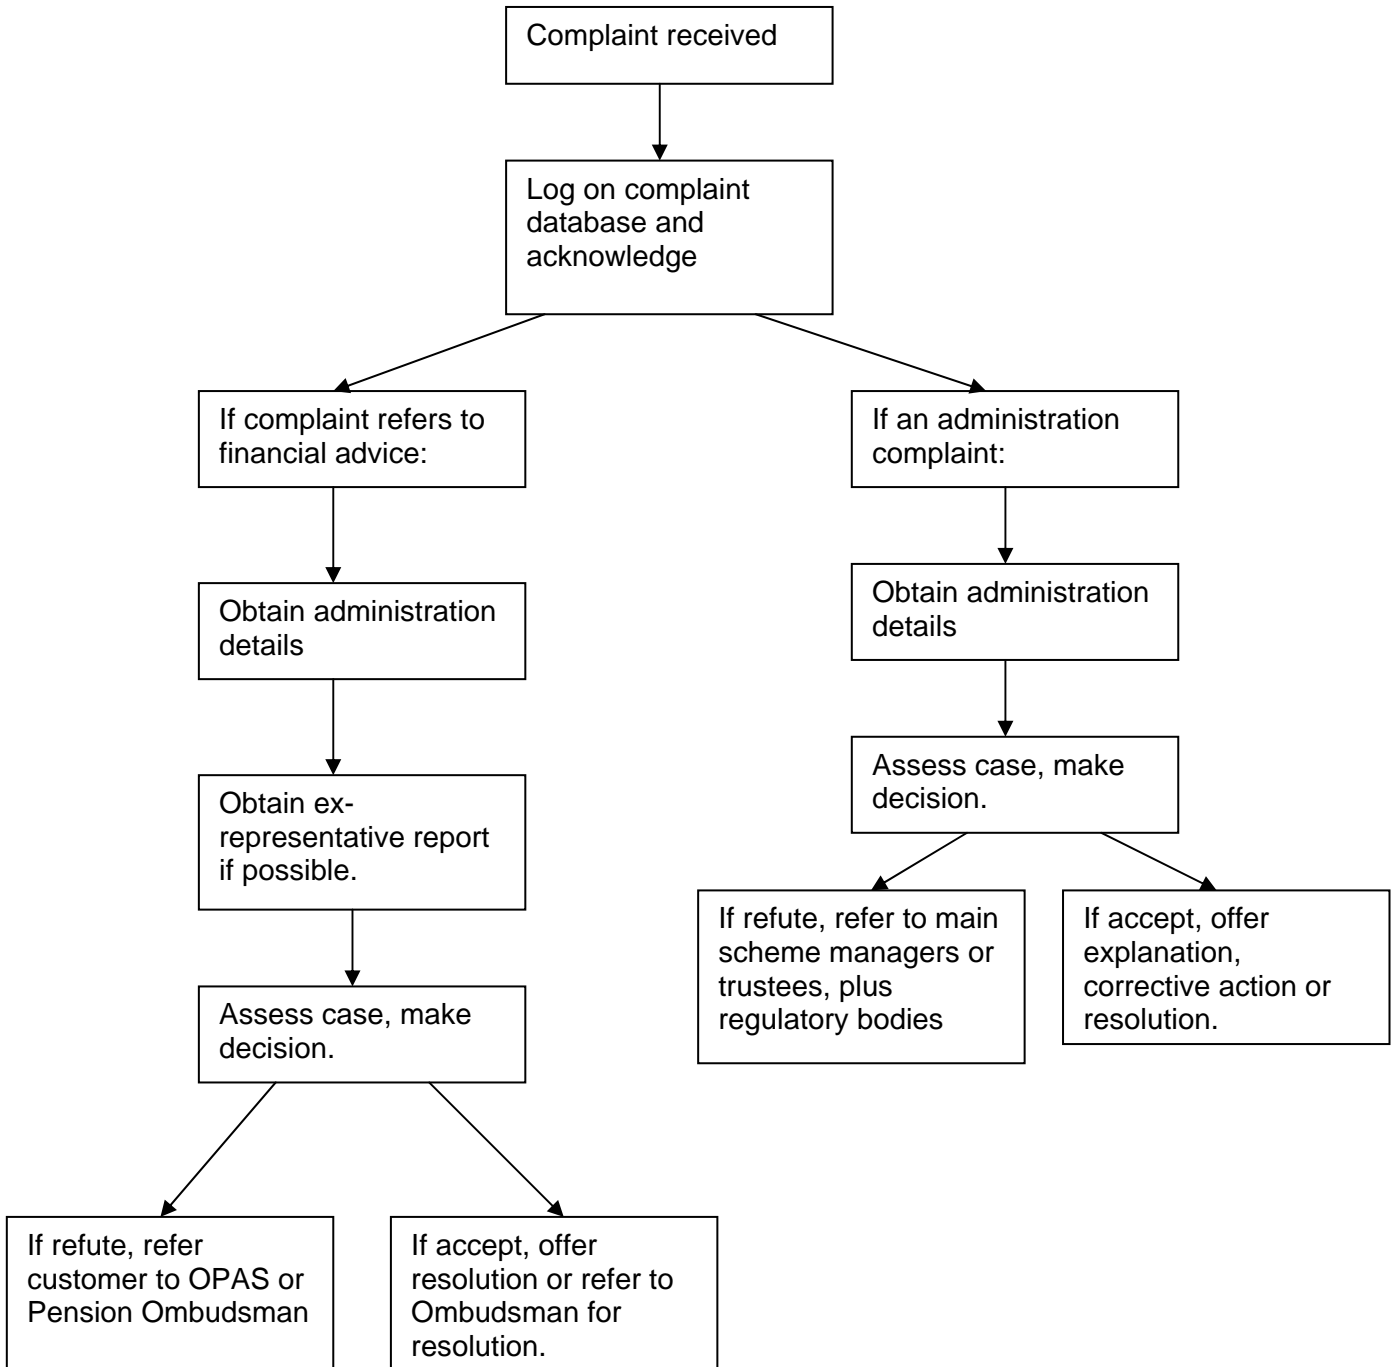 Complaint received
Log on complaint
database and
acknowledge
If complaint refers to
financial advice:
If an administration
complaint:
Obtain administration
details
Obtain administration
details
Obtain ex-
representative report
if possible.
Assess case, make
decision.
If refute, refer to main
scheme managers or
trustees, plus
regulatory bodies
If accept, offer
explanation,
corrective action or
resolution.
Assess case, make
decision.
If refute, refer
customer to OPAS or
Pension Ombudsman
If accept, offer
resolution or refer to
Ombudsman for
resolution.